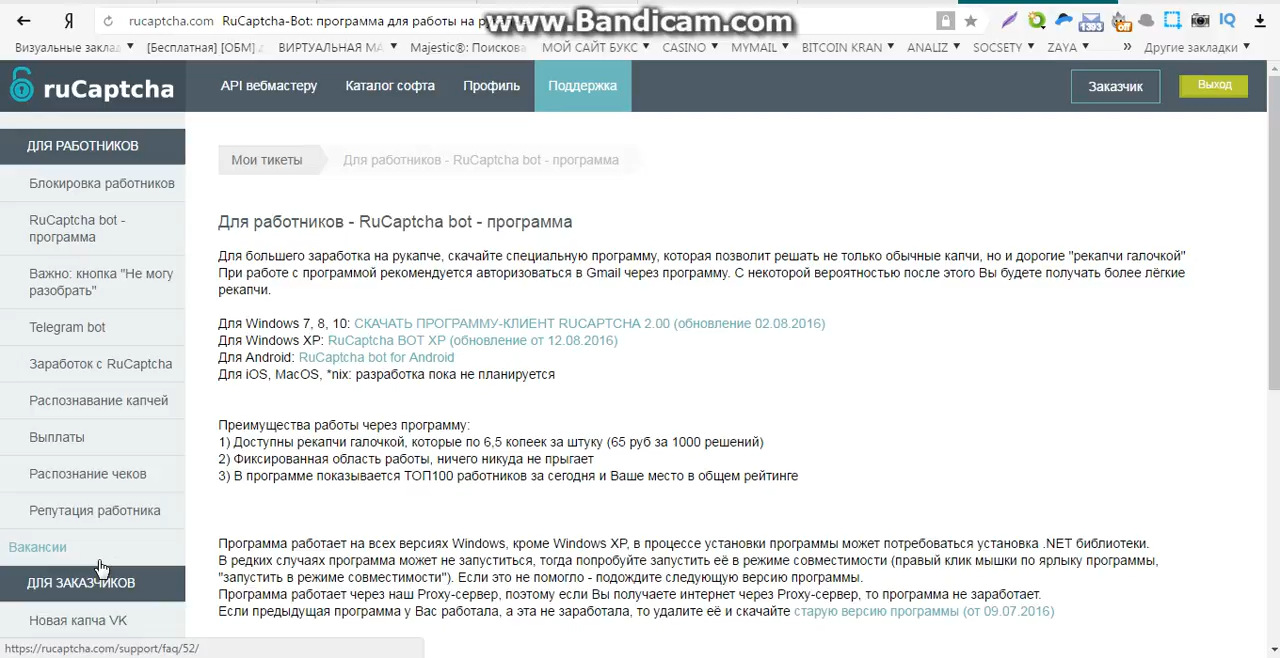 Я rucaptcha.com RuCaptcha-Bot: программа для работы на р
www.Bandicam.com
1393 off IQ
Визуальные заклад [Бесплатная] [ОБМ] ВИРТУАЛЬНАЯ МА Majestic®: Поискова МОЙ САЙТ БУКС CASINO MYMAIL BITCOIN KRAN ANALIZ SOCSETY ZAYA » Другие закладки
ruCaptcha
API вебмастеру Каталог софта Профиль Поддержка Заказчик Выход
ДЛЯ РАБОТНИКОВ
Блокировка работников
RuCaptcha bot -
программа
Важно: кнопка "Не могу
разобрать"
Telegram bot
Заработок с RuCaptcha
Распознавание капчей
Выплаты
Распознание чеков
Репутация работника
Вакансии
ДЛЯ ЗАКАЗЧИКОВ
Новая капча VK
Мои тикеты Для работников - RuCaptcha bot - программа
Для работников - RuCaptcha bot - программа
Для большего заработка на рукапче, скачайте специальную программу, которая позволит решать не только обычные капчи, но и дорогие "рекапчи галочкой"
При работе с программой рекомендуется авторизоваться в Gmail через программу. С некоторой вероятностью после этого Вы будете получать более лёгкие
рекапчи.
Для Windows 7, 8, 10: СКАЧАТЬ ПРОГРАММУ-КЛИЕНТ RUCAPTCHA 2.00 (обновление 02.08.2016)
Для Windows XP: RuCaptcha BOT XP (обновление от 12.08.2016)
Для Android: RuCaptcha bot for Android
Для iOS, MacOS, *nix: разработка пока не планируется
Преимущества работы через программу:
1) Доступны рекапчи галочкой, которые по 6,5 копеек за штуку (65 руб за 1000 решений)
2) Фиксированная область работы, ничего никуда не прыгает
3) В программе показывается ТОП100 работников за сегодня и Ваше место в общем рейтинге
Программа работает на всех версиях Windows, кроме Windows XP, в процессе установки программы может потребоваться установка .NET библиотеки.
В редких случаях программа может не запуститься, тогда попробуйте запустить её в режиме совместимости (правый клик мышки по ярлыку программы,
"запустить в режиме совместимости"). Если это не помогло - подождите следующую версию программы.
Программа работает через наш Proxy-сервер, поэтому если Вы получаете интернет через Proxy-сервер, то программа не заработает.
Если предыдущая программа у Вас работала, а эта не заработала, то удалите её и скачайте старую версию программы (от 09.07.2016)
https://rucaptcha.com/support/faq/52/